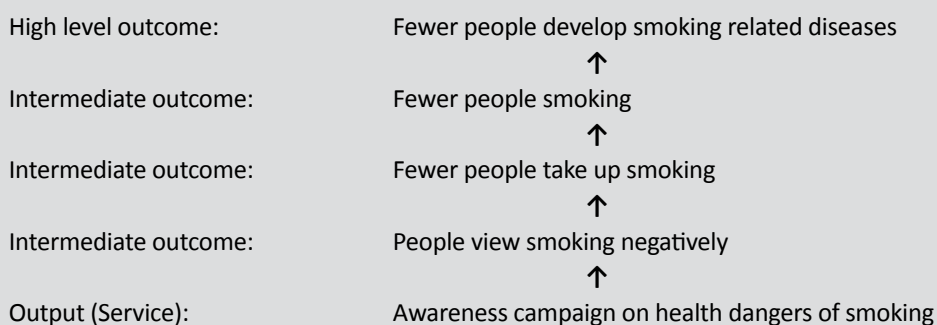 High level outcome: Fewer people develop smoking related diseases
↑
Intermediate outcome: Fewer people smoking
↑
Intermediate outcome: Fewer people take up smoking
↑
Intermediate outcome: People view smoking negatively
↑
Output (Service): Awareness campaign on health dangers of smoking